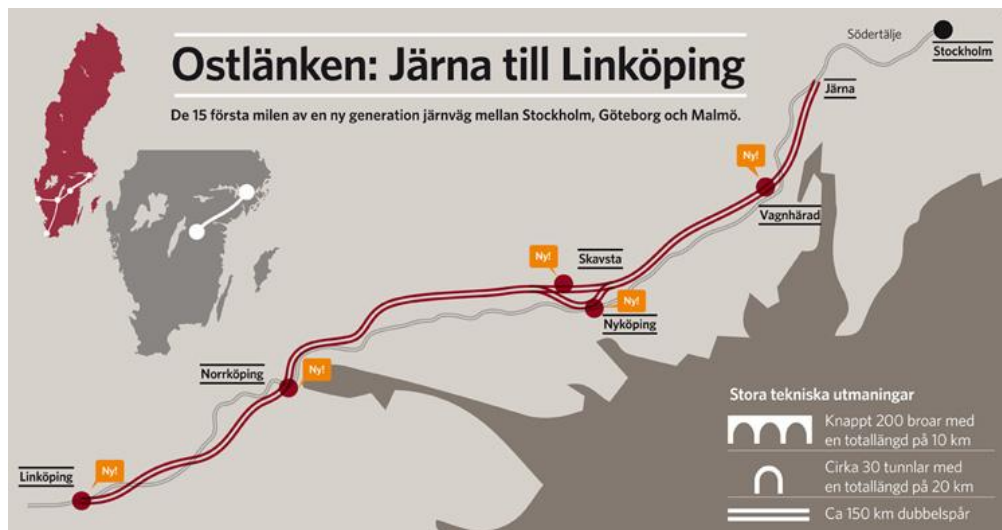 Ostlänken: Järna till Linköping
De 15 första milen av en ny generation järnväg mellan Stockholm, Göteborg och Malmö.
Södertälje
Stockholm
Järna
Ny!
Vagnhärad
Skavsta
Ny!
Ny!
Nyköping
Norrköping
Ny!
Linköping
Ny!
Stora tekniska utmaningar
Knappt 200 broar med
en totallängd på 10 km
Cirka 30 tunnlar med
en totallängd på 20 km
Ca 150 km dubbelspår